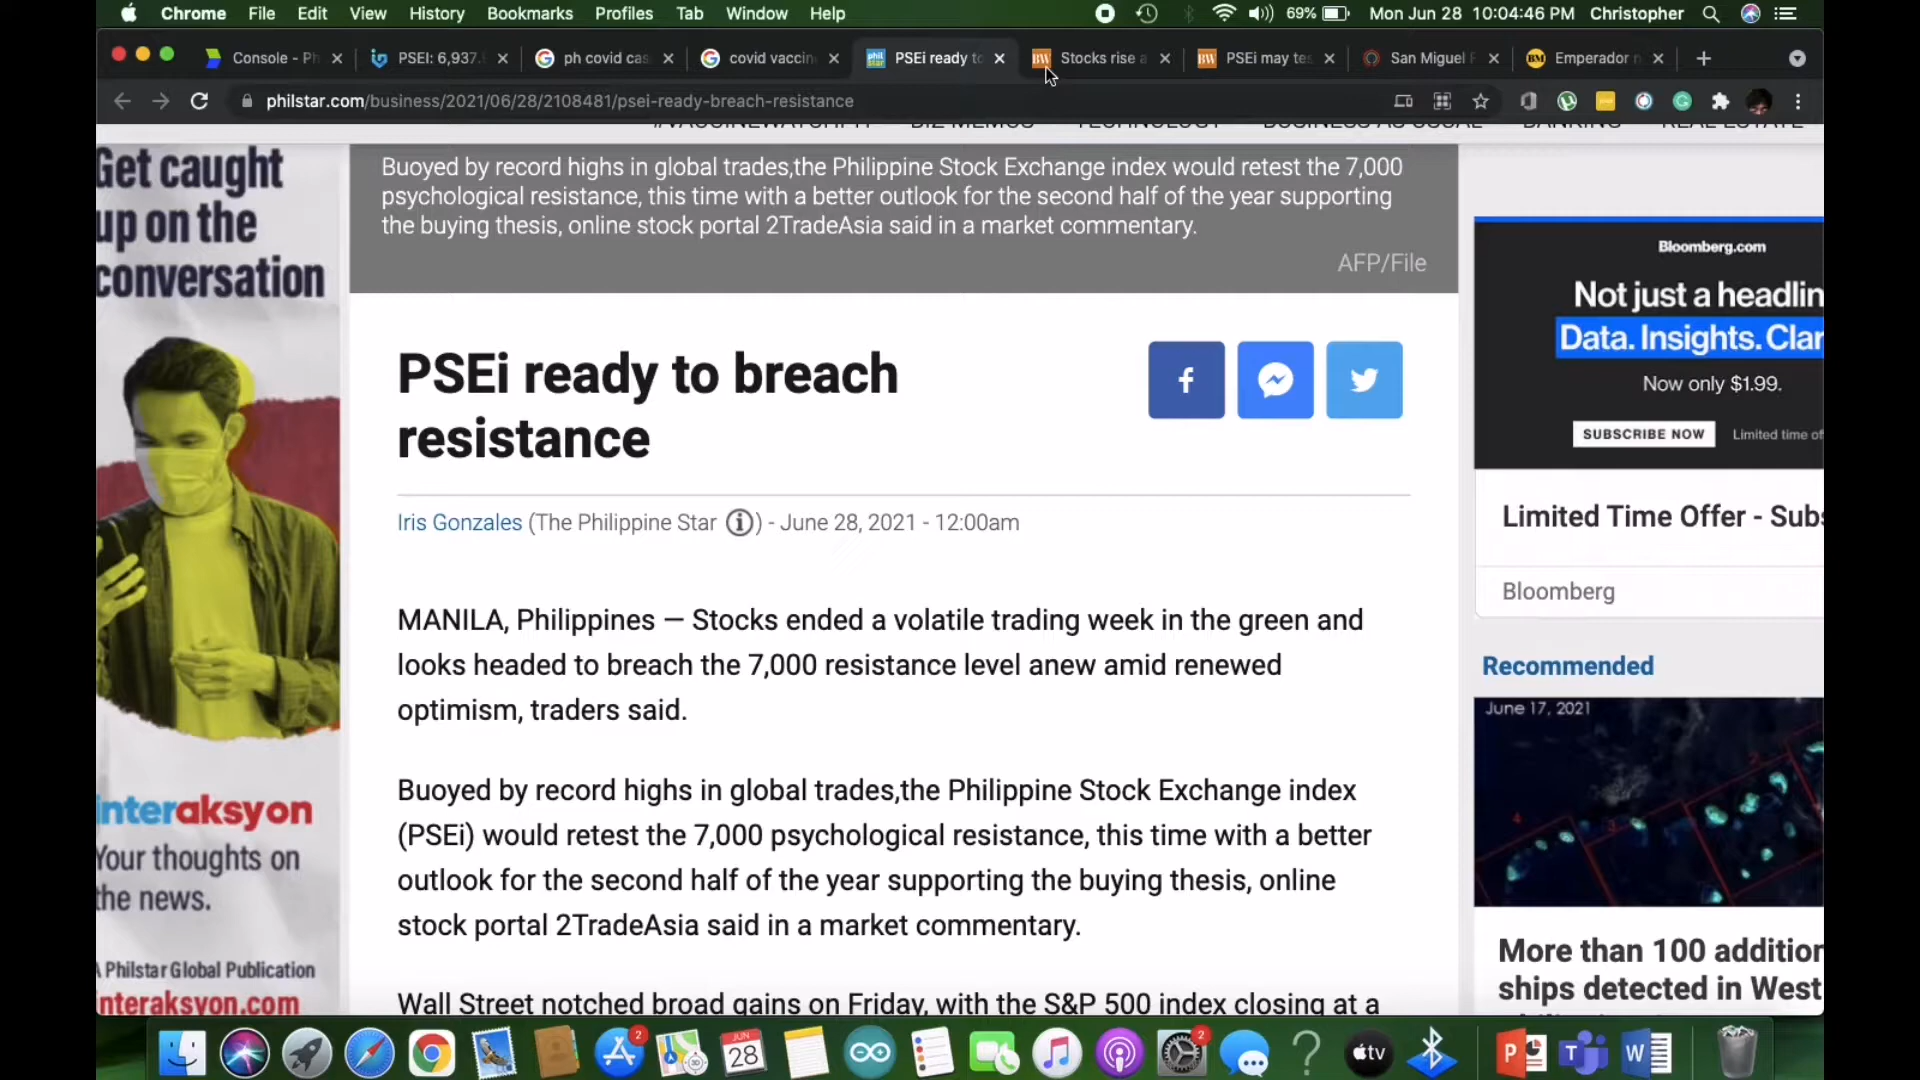 Chrome File Edit View History Bookmarks Profiles Tab Window Help 69% Mon Jun 28 10:04:46 PM Christopher
Console - Ph PSEI: 6,937. ph covid cas covid vaccin PSEi ready to Stocks rise a PSEi may tes San Miguel F Emperador n
philstar.com/business/2021/06/28/2108481/psei-ready-breach-resistance
Get caught
up on the
conversation
interaksyon
Your thoughts on
the news.
A Philstar Global Publication
interaksyon.com
Buoyed by record highs in global trades,the Philippine Stock Exchange index would retest the 7,000
psychological resistance, this time with a better outlook for the second half of the year supporting
the buying thesis, online stock portal 2TradeAsia said in a market commentary.
AFP/File
PSEi ready to breach
resistance
Iris Gonzales (The Philippine Star ) - June 28, 2021 - 12:00am
MANILA, Philippines — Stocks ended a volatile trading week in the green and
looks headed to breach the 7,000 resistance level anew amid renewed
optimism, traders said.
Buoyed by record highs in global trades,the Philippine Stock Exchange index
(PSEi) would retest the 7,000 psychological resistance, this time with a better
outlook for the second half of the year supporting the buying thesis, online
stock portal 2TradeAsia said in a market commentary.
Wall Street notched broad gains on Friday, with the S&P 500 index closing at a
Bloomberg.com
Not just a headlin
Data. Insights. Clar
Now only $1.99.
SUBSCRIBE NOW Limited time of
Limited Time Offer - Subs
Bloomberg
Recommended
June 17, 2021
More than 100 addition
ships detected in West
2
JUN
28
2
tv
P
T
W